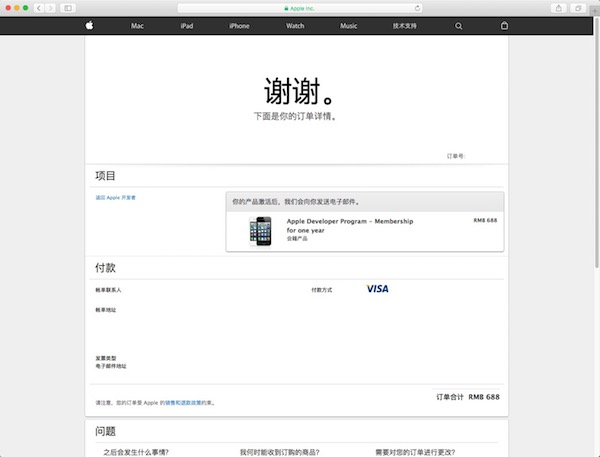 Apple Inc.
Mac iPad iPhone Watch Music 技术支持
谢谢。
下面是你的订单详情。
订单号:
项目
返回 Apple 开发者
你的产品激活后，我们会向你发送电子邮件。
Apple Developer Program - Membership
for one year
RMB 688
会籍产品
付款
帐单联系人
付款方式
VISA
帐单地址
发票类型
电子邮件地址
请注意，您的订单受 Apple 的销售和退款政策约束。
订单合计 RMB 688
问题
之后会发生什么事情?
我何时能收到订购的商品?
需要对您的订单进行更改?